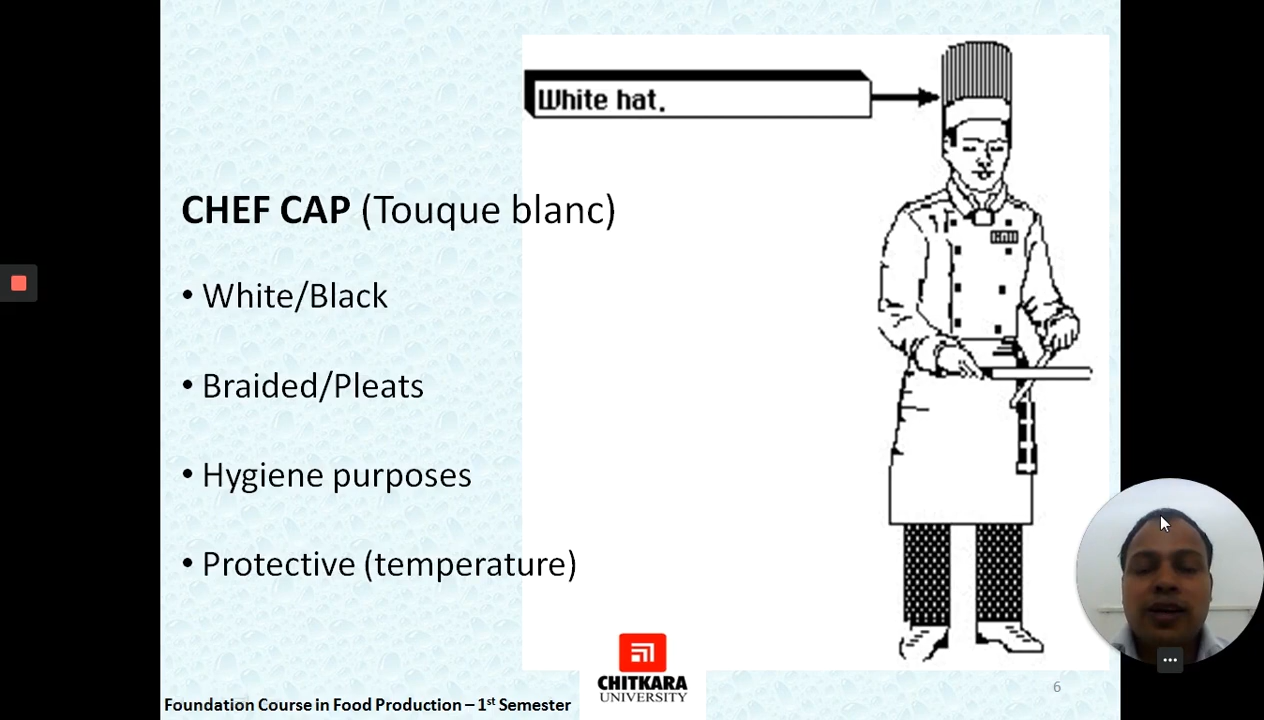 White hat.
CHEF CAP (Touque blanc)
• White/Black
• Braided/Pleats
• Hygiene purposes
• Protective (temperature)
CHITKARA
UNIVERSITY
Foundation Course in Food Production – 1st Semester
6